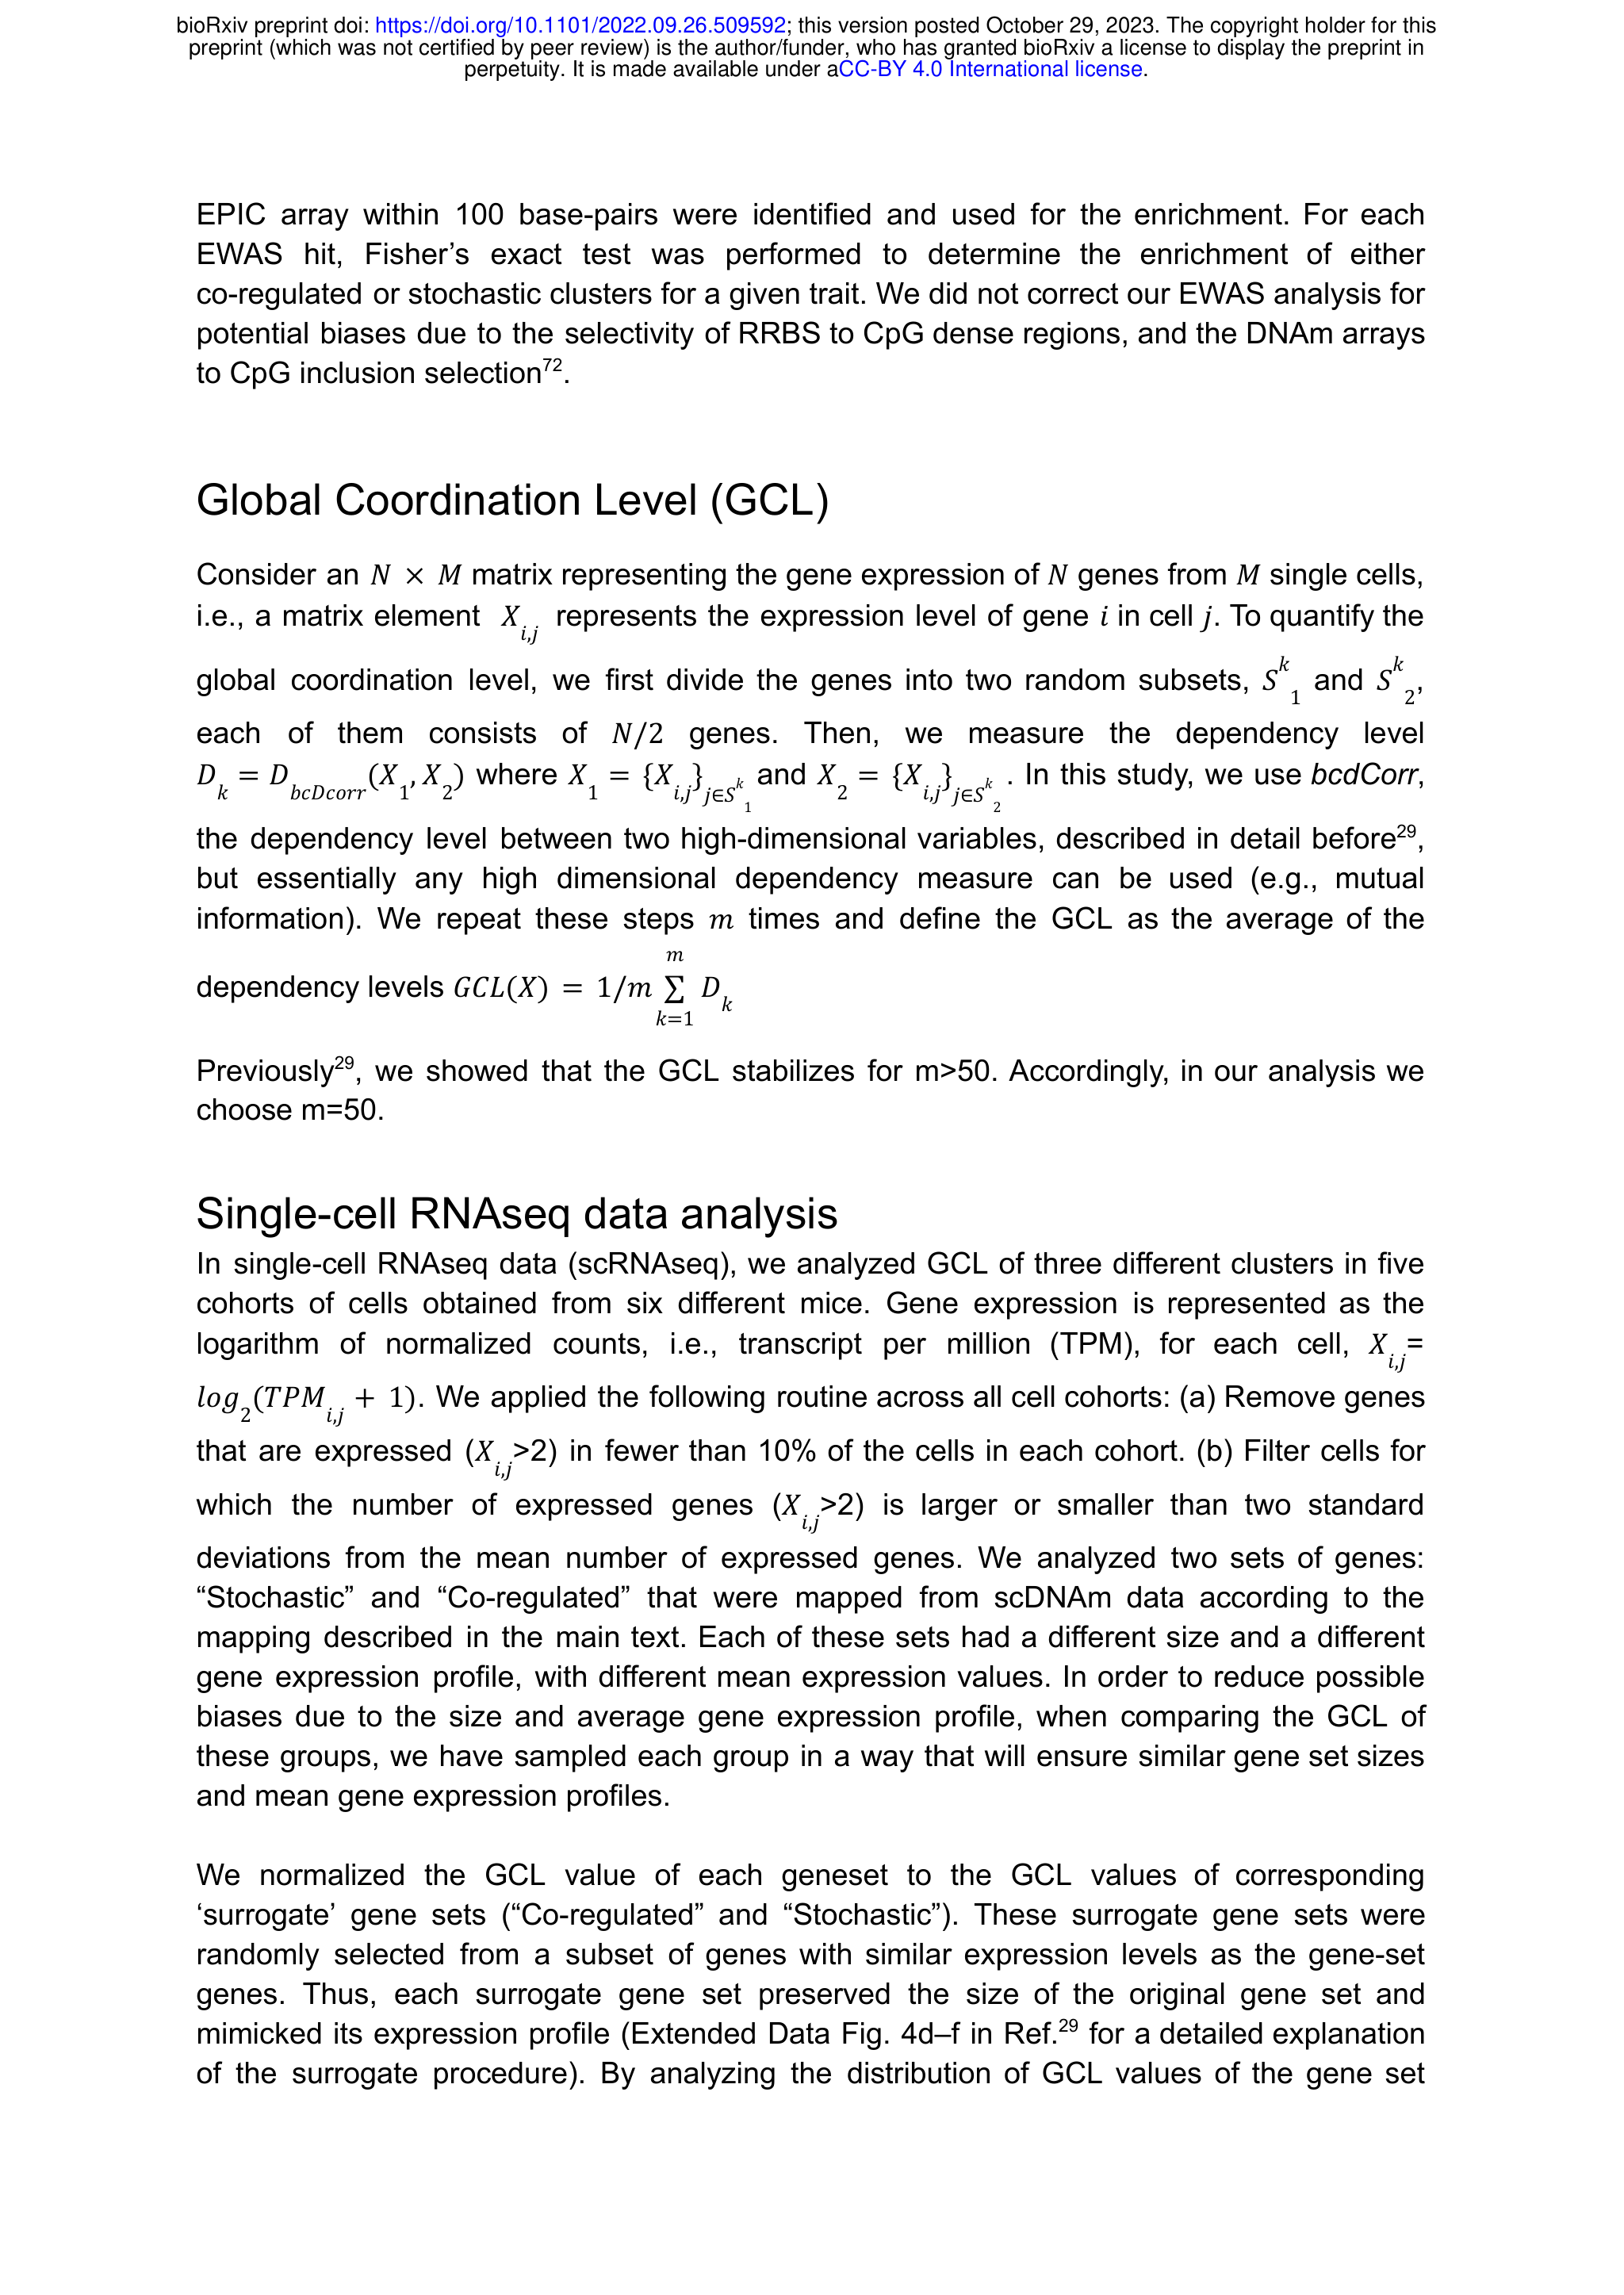 bioRxiv preprint doi: https://doi.org/10.1101/2022.09.26.509592; this version posted October 29, 2023. The copyright holder for this
preprint (which was not certified by peer review) is the author/funder, who has granted bioRxiv a license to display the preprint in
perpetuity. It is made available under aCC-BY 4.0 International license.
EPIC array within 100 base-pairs were identified and used for the enrichment. For each
EWAS hit, Fisher’s exact test was performed to determine the enrichment of either
co-regulated or stochastic clusters for a given trait. We did not correct our EWAS analysis for
potential biases due to the selectivity of RRBS to CpG dense regions, and the DNAm arrays
to CpG inclusion selection⁷².
Global Coordination Level (GCL)
Consider an N × M matrix representing the gene expression of N genes from M single cells,
i.e., a matrix element X_{i,j} represents the expression level of gene i in cell j. To quantify the
global coordination level, we first divide the genes into two random subsets, S^k_1 and S^k_2,
each of them consists of N/2 genes. Then, we measure the dependency level
D_k = D_{bcDcorr}(X_1, X_2) where X_1 = {X_{i,j}}_{j∈S^k_1} and X_2 = {X_{i,j}}_{j∈S^k_2}. In this study, we use bcdCorr,
the dependency level between two high-dimensional variables, described in detail before²⁹,
but essentially any high dimensional dependency measure can be used (e.g., mutual
information). We repeat these steps m times and define the GCL as the average of the
dependency levels GCL(X) = 1/m ∑_{k=1}^{m} D_k
Previously²⁹, we showed that the GCL stabilizes for m>50. Accordingly, in our analysis we
choose m=50.
Single-cell RNAseq data analysis
In single-cell RNAseq data (scRNAseq), we analyzed GCL of three different clusters in five
cohorts of cells obtained from six different mice. Gene expression is represented as the
logarithm of normalized counts, i.e., transcript per million (TPM), for each cell, X_{i,j}=
log_2(TPM_{i,j} + 1). We applied the following routine across all cell cohorts: (a) Remove genes
that are expressed (X_{i,j}>2) in fewer than 10% of the cells in each cohort. (b) Filter cells for
which the number of expressed genes (X_{i,j}>2) is larger or smaller than two standard
deviations from the mean number of expressed genes. We analyzed two sets of genes:
“Stochastic” and “Co-regulated” that were mapped from scDNAm data according to the
mapping described in the main text. Each of these sets had a different size and a different
gene expression profile, with different mean expression values. In order to reduce possible
biases due to the size and average gene expression profile, when comparing the GCL of
these groups, we have sampled each group in a way that will ensure similar gene set sizes
and mean gene expression profiles.
We normalized the GCL value of each geneset to the GCL values of corresponding
‘surrogate’ gene sets (“Co-regulated” and “Stochastic”). These surrogate gene sets were
randomly selected from a subset of genes with similar expression levels as the gene-set
genes. Thus, each surrogate gene set preserved the size of the original gene set and
mimicked its expression profile (Extended Data Fig. 4d–f in Ref.²⁹ for a detailed explanation
of the surrogate procedure). By analyzing the distribution of GCL values of the gene set